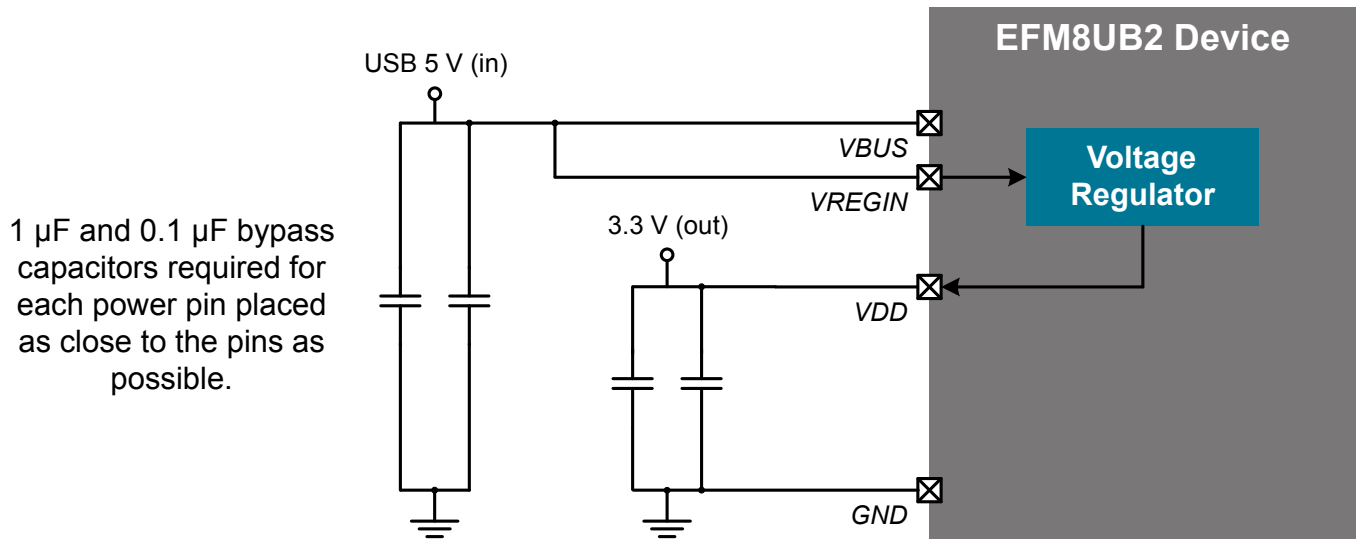 EFM8UB2 Device
USB 5 V (in)
VBUS
Voltage
Regulator
VREGIN
1 µF and 0.1 µF bypass
capacitors required for
each power pin placed
as close to the pins as
possible.
3.3 V (out)
VDD
GND